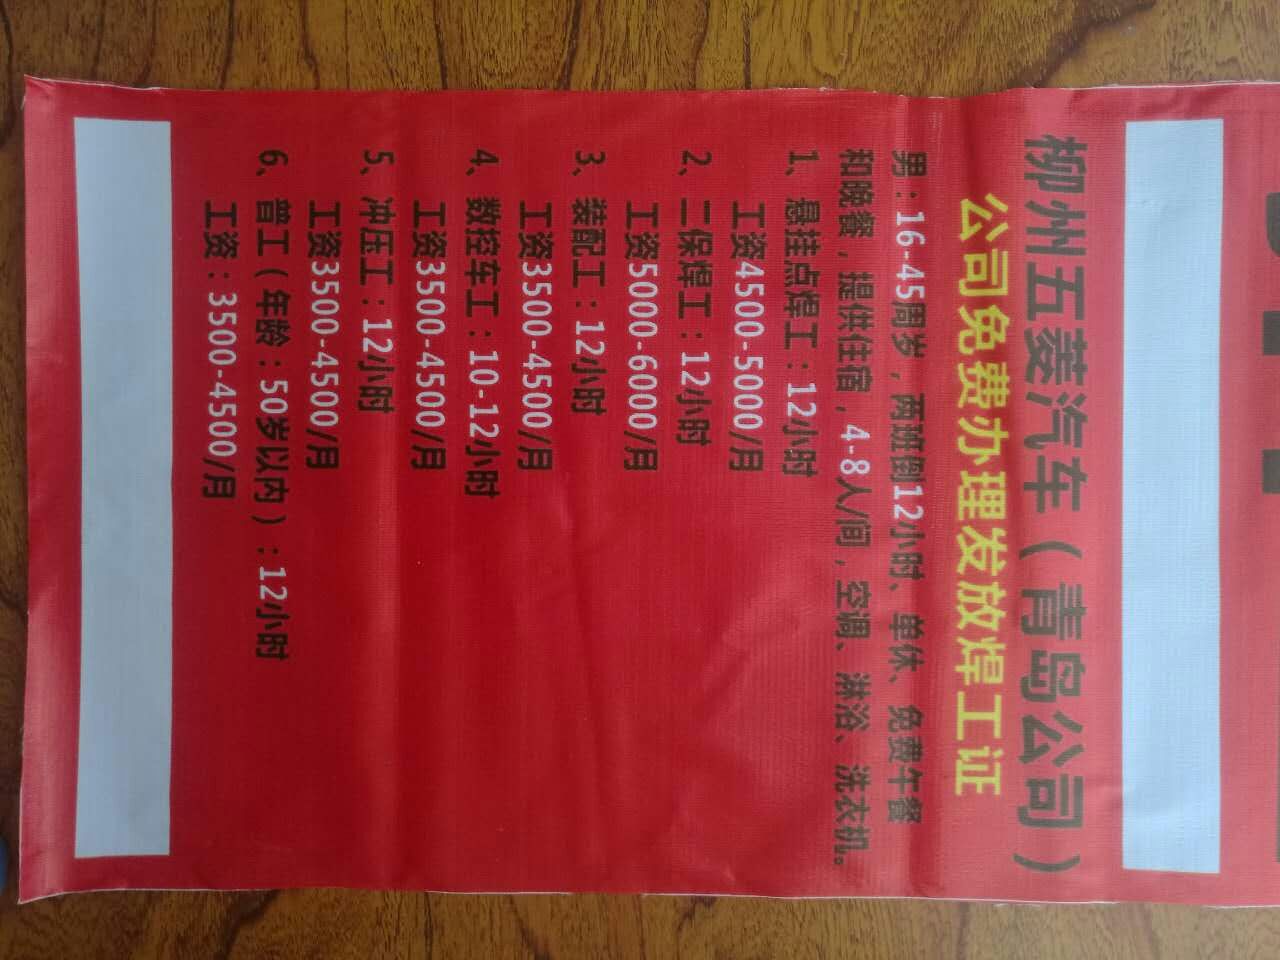 柳州五菱汽车（青岛公司）
公司免费办理发放焊工证
男：16-45周岁，两班到12小时、单休、免费午餐
和晚餐，提供住宿，4-8人/间，空调、淋浴、洗衣机。
1、悬挂点焊工：12小时
工资4500-5000/月
2、二保焊工：12小时
工资5000-6000/月
3、装配工：12小时
工资3500-4500/月
4、数控车工：10-12小时
工资3500-4500/月
5、冲压工：12小时
工资3500-4500/月
6、普工（年龄：50岁以内）：12小时
工资：3500-4500/月